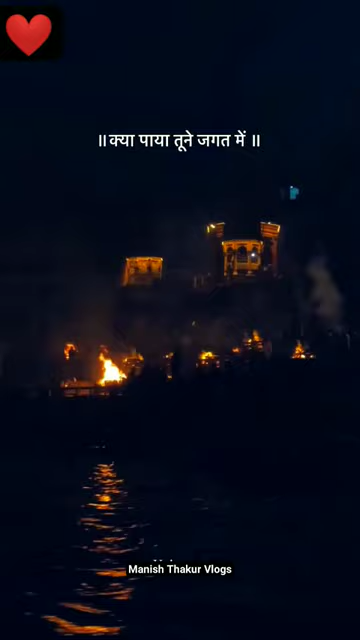 ॥ क्या पाया तूने जगत में ॥
Manish Thakur Vlogs